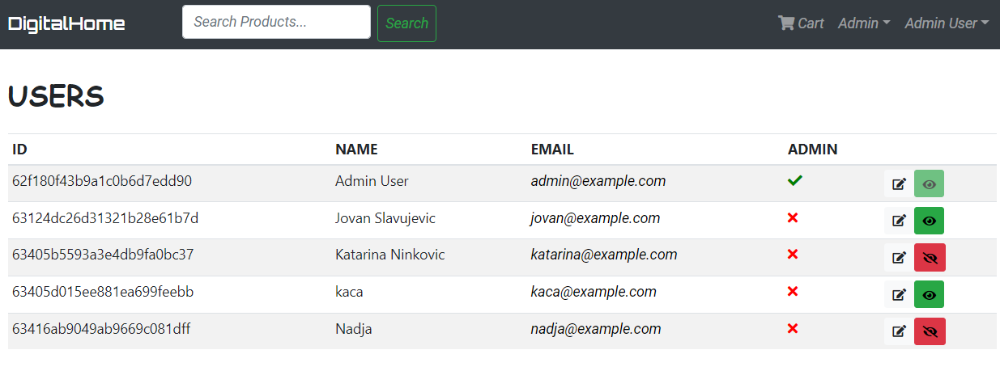 DigitalHome Search Products... Search Cart Admin Admin User
USERS
ID NAME EMAIL ADMIN
62f180f43b9a1c0b6d7edd90 Admin User admin@example.com
63124dc26d31321b28e61b7d Jovan Slavujevic jovan@example.com
63405b5593a3e4db9fa0bc37 Katarina Ninkovic katarina@example.com
63405d015ee881ea699feebb kaca kaca@example.com
63416ab9049ab9669c081dff Nadja nadja@example.com